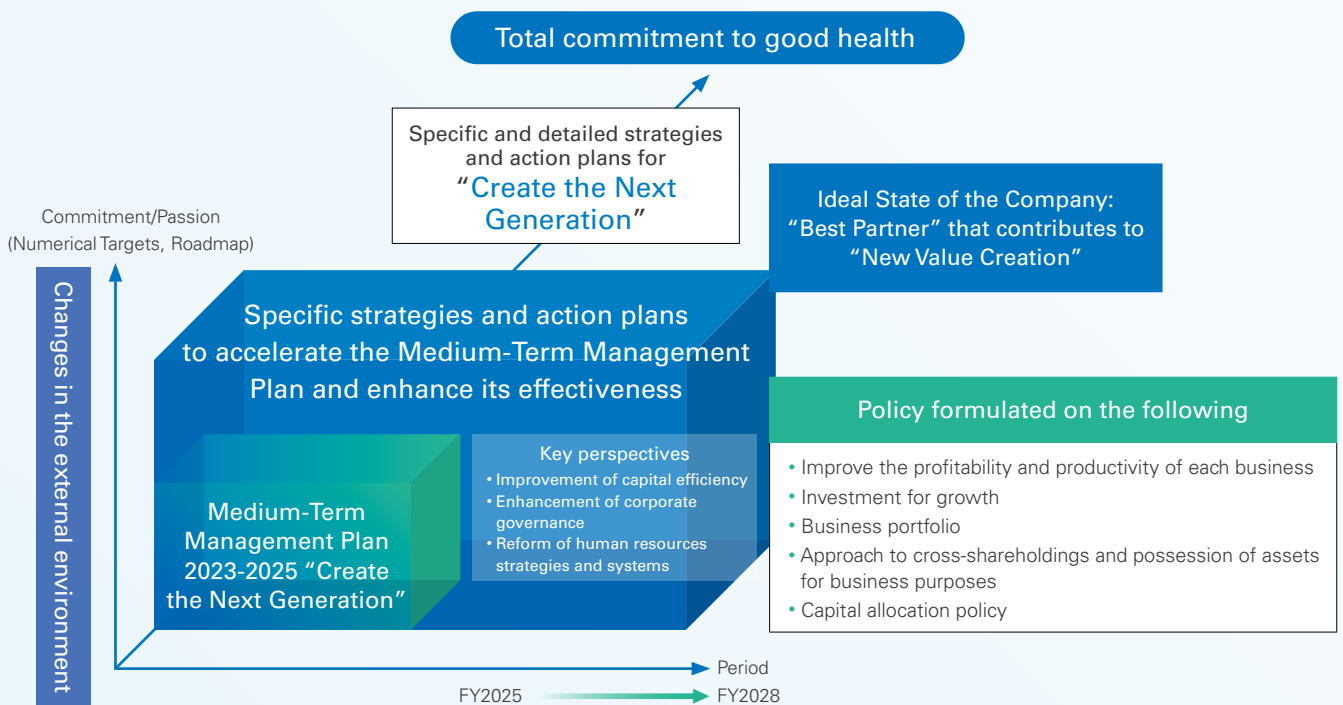 Total commitment to good health
Specific and detailed strategies
and action plans for
“Create the Next
Generation”
Ideal State of the Company:
“Best Partner” that contributes to
“New Value Creation”
Commitment/Passion
(Numerical Targets, Roadmap)
Changes in the external environment
Specific strategies and action plans
to accelerate the Medium-Term Management
Plan and enhance its effectiveness
Medium-Term
Management Plan
2023-2025 “Create
the Next Generation”
Key perspectives
• Improvement of capital efficiency
• Enhancement of corporate
governance
• Reform of human resources
strategies and systems
Policy formulated on the following
• Improve the profitability and productivity of each business
• Investment for growth
• Business portfolio
• Approach to cross-shareholdings and possession of assets
for business purposes
• Capital allocation policy
Period
FY2025
FY2028